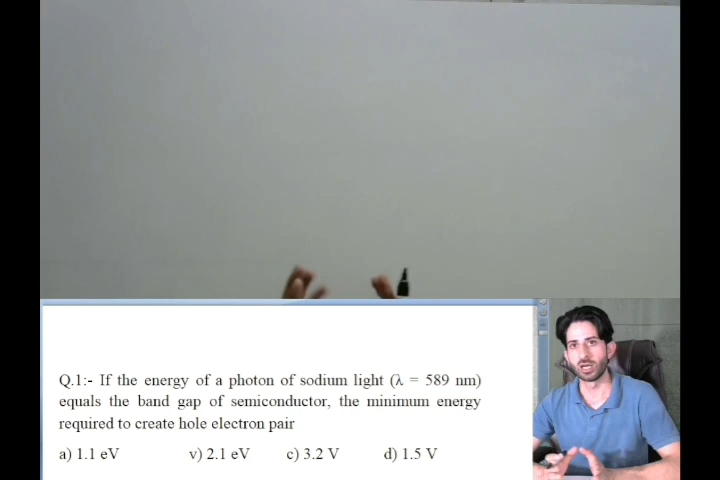 Q.1:- If the energy of a photon of sodium light (λ = 589 nm)
equals the band gap of semiconductor, the minimum energy
required to create hole electron pair
a) 1.1 eV v) 2.1 eV c) 3.2 V d) 1.5 V